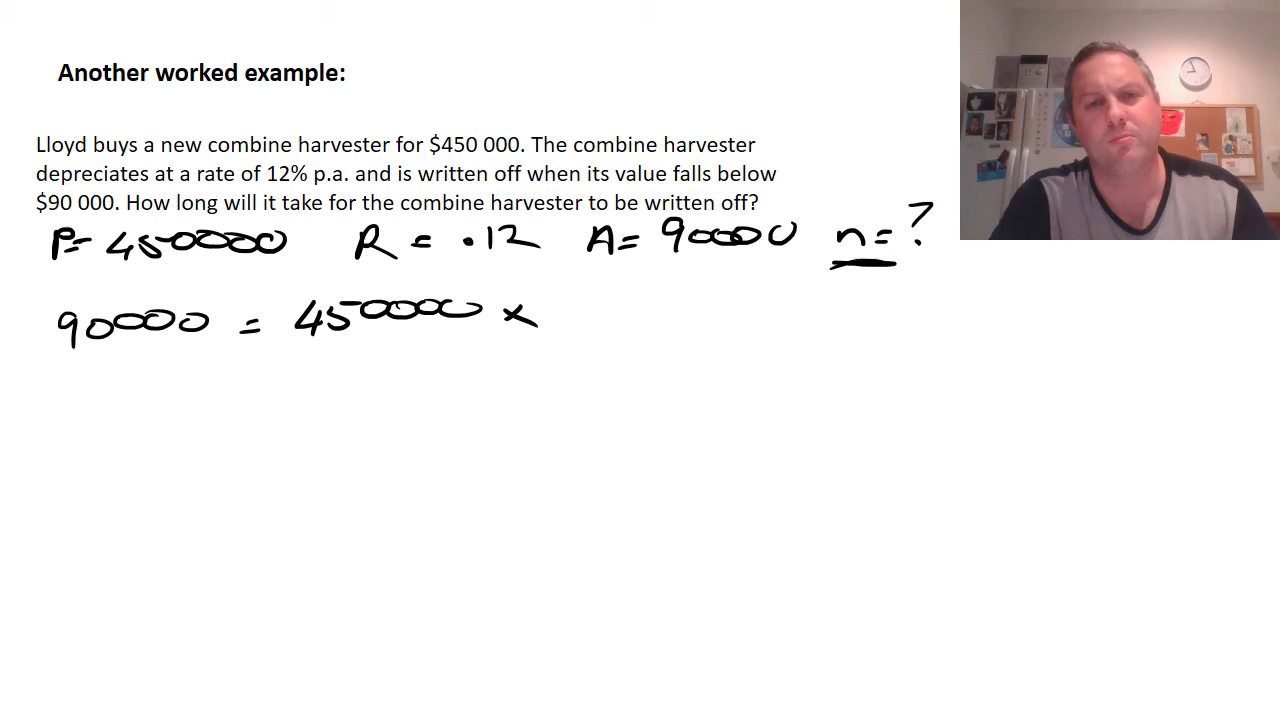 Another worked example:
Lloyd buys a new combine harvester for $450 000. The combine harvester
depreciates at a rate of 12% p.a. and is written off when its value falls below
$90 000. How long will it take for the combine harvester to be written off?
P= 450000 R = .12 A= 90000 n= ?
90000 = 450000 ×